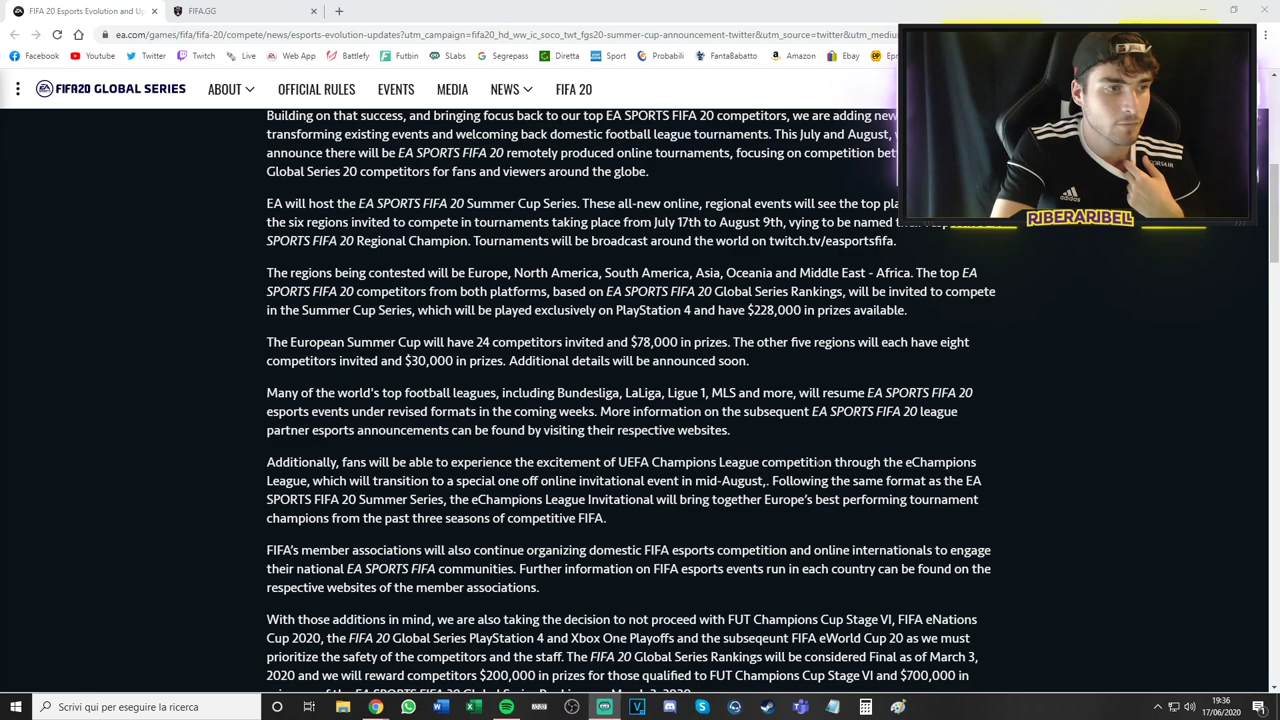 FIFA 20 Esports Evolution and Up
FIFA.GG
ea.com/games/fifa/fifa-20/compete/news/esports-evolution-updates?utm_campaign=fifa20_hd_ww_ic_soco_twt_fgs20-summer-cup-announcement-twitter&utm_source=twitter&utm_mediu
Facebook YouTube Twitch Live Web App Battlefy Futbin SLabs Segrepass Diretta Sport Probabili FantaBabatto Amazon Ebay
FIFA20 GLOBAL SERIES ABOUT OFFICIAL RULES EVENTS MEDIA NEWS FIFA 20
Building on that success, and bringing focus back to our top EA SPORTS FIFA 20 competitors, we are adding new
transforming existing events and welcoming back domestic football league tournaments. This July and August,
announce there will be EA SPORTS FIFA 20 remotely produced online tournaments, focusing on competition bet
Global Series 20 competitors for fans and viewers around the globe.
EA will host the EA SPORTS FIFA 20 Summer Cup Series. These all-new online, regional events will see the top pla
the six regions invited to compete in tournaments taking place from July 17th to August 9th, vying to be named
SPORTS FIFA 20 Regional Champion. Tournaments will be broadcast around the world on twitch.tv/easportsfifa.
The regions being contested will be Europe, North America, South America, Asia, Oceania and Middle East - Africa. The top EA
SPORTS FIFA 20 competitors from both platforms, based on EA SPORTS FIFA 20 Global Series Rankings, will be invited to compete
in the Summer Cup Series, which will be played exclusively on PlayStation 4 and have $228,000 in prizes available.
The European Summer Cup will have 24 competitors invited and $78,000 in prizes. The other five regions will each have eight
competitors invited and $30,000 in prizes. Additional details will be announced soon.
Many of the world's top football leagues, including Bundesliga, LaLiga, Ligue 1, MLS and more, will resume EA SPORTS FIFA 20
esports events under revised formats in the coming weeks. More information on the subsequent EA SPORTS FIFA 20 league
partner esports announcements can be found by visiting their respective websites.
Additionally, fans will be able to experience the excitement of UEFA Champions League competition through the eChampions
League, which will transition to a special one off online invitational event in mid-August,. Following the same format as the EA
SPORTS FIFA 20 Summer Series, the eChampions League Invitational will bring together Europe's best performing tournament
champions from the past three seasons of competitive FIFA.
FIFA's member associations will also continue organizing domestic FIFA esports competition and online internationals to engage
their national EA SPORTS FIFA communities. Further information on FIFA esports events run in each country can be found on the
respective websites of the member associations.
With those additions in mind, we are also taking the decision to not proceed with FUT Champions Cup Stage VI, FIFA eNations
Cup 2020, the FIFA 20 Global Series PlayStation 4 and Xbox One Playoffs and the subseqeunt FIFA eWorld Cup 20 as we must
prioritize the safety of the competitors and the staff. The FIFA 20 Global Series Rankings will be considered Final as of March 3,
2020 and we will reward competitors $200,000 in prizes for those qualified to FUT Champions Cup Stage VI and $700,000 in
CORSAIR
adidas
RIBERARIBEL
Scrivi qui per eseguire la ricerca
19:36
17/06/2020